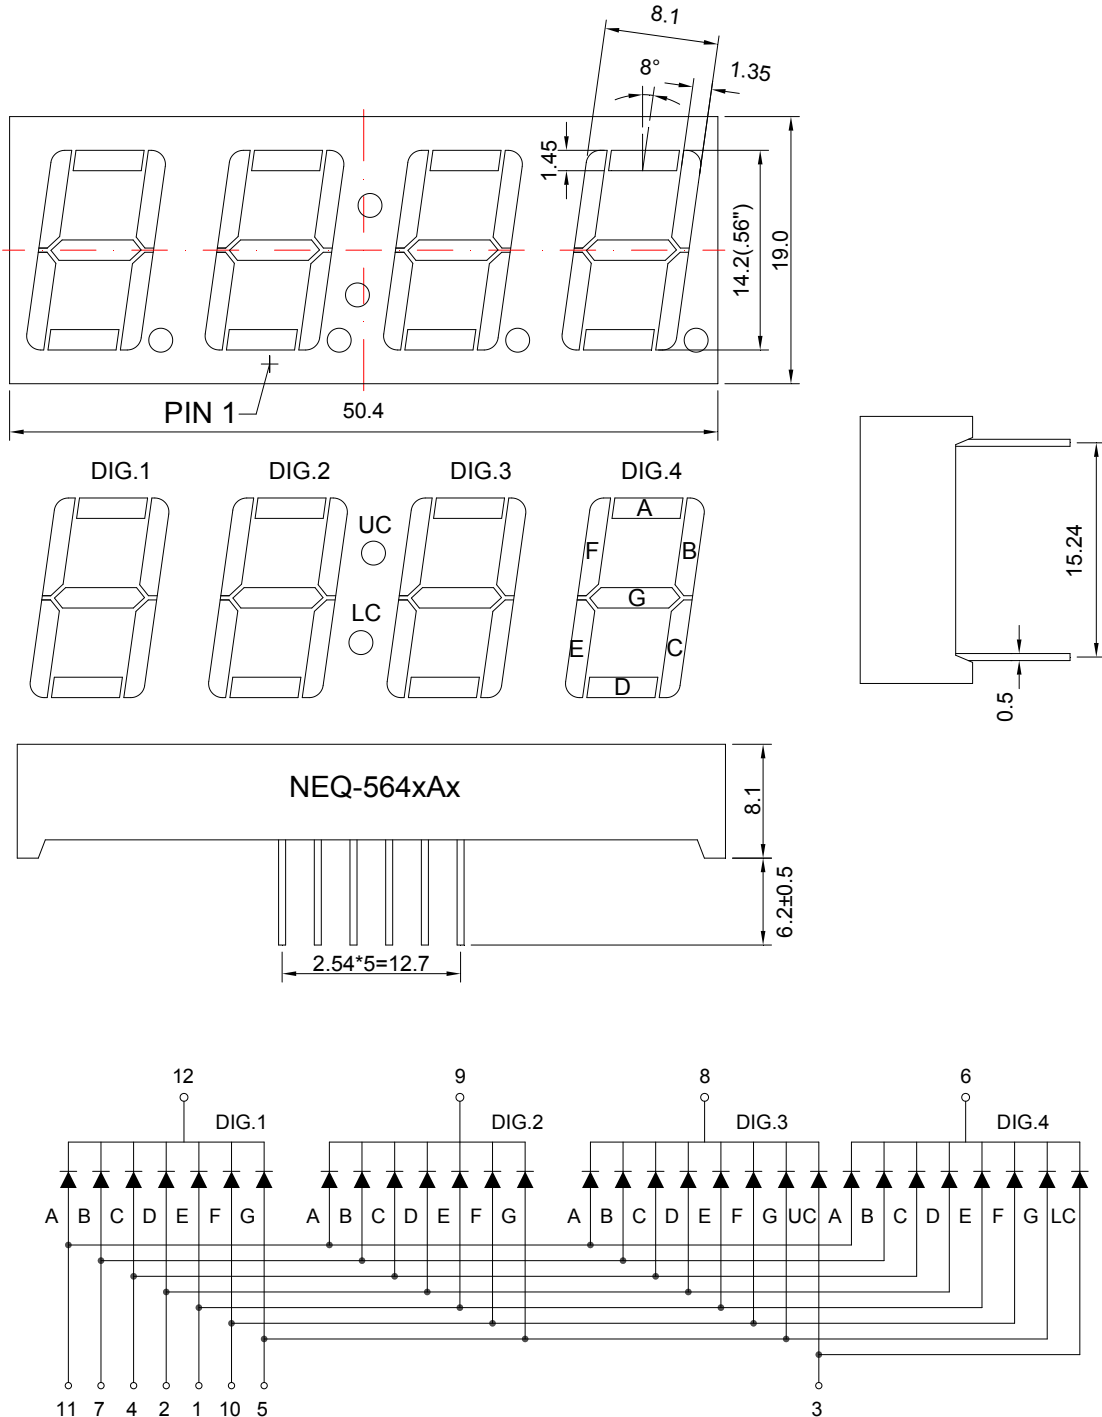 8.1
8°
1.35
1.45
14.2(.56")
19.0
PIN 1
50.4
DIG.1 DIG.2 DIG.3 DIG.4
UC
LC
A
F B
G
E C
D
15.24
0.5
NEQ-564xAx
8.1
6.2±0.5
2.54*5=12.7
12 9 8 6
DIG.1 DIG.2 DIG.3 DIG.4
A B C D E F G A B C D E F G A B C D E F G UC A B C D E F G LC
11 7 4 2 1 10 5 3